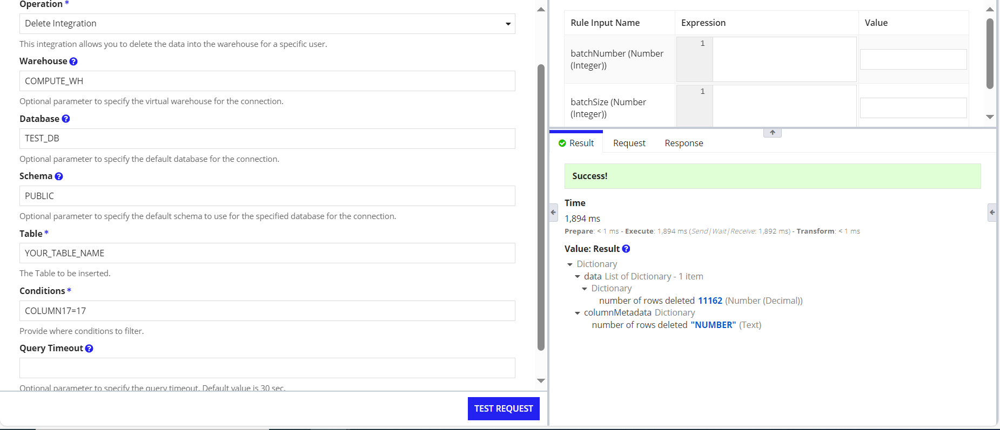 Operation *
Delete Integration
This integration allows you to delete the data into the warehouse for a specific user.
Warehouse ?
COMPUTE_WH
Optional parameter to specify the virtual warehouse for the connection.
Database ?
TEST_DB
Optional parameter to specify the default database for the connection.
Schema ?
PUBLIC
Optional parameter to specify the default schema to use for the specified database for the connection.
Table *
YOUR_TABLE_NAME
The Table to be inserted.
Conditions *
COLUMN17=17
Provide where conditions to filter.
Query Timeout ?
Optional parameter to specify the query timeout. Default value is 30 sec.
TEST REQUEST
Rule Input Name Expression Value
batchNumber (Number
(Integer))
1
batchSize (Number
(Integer))
1
Result Request Response
Success!
Time
1,894 ms
Prepare: < 1 ms - Execute: 1,894 ms (Send|Wait|Receive: 1,892 ms) - Transform: < 1 ms
Value: Result ?
Dictionary
data List of Dictionary - 1 item
Dictionary
number of rows deleted 11162 (Number (Decimal))
columnMetadata Dictionary
number of rows deleted "NUMBER" (Text)